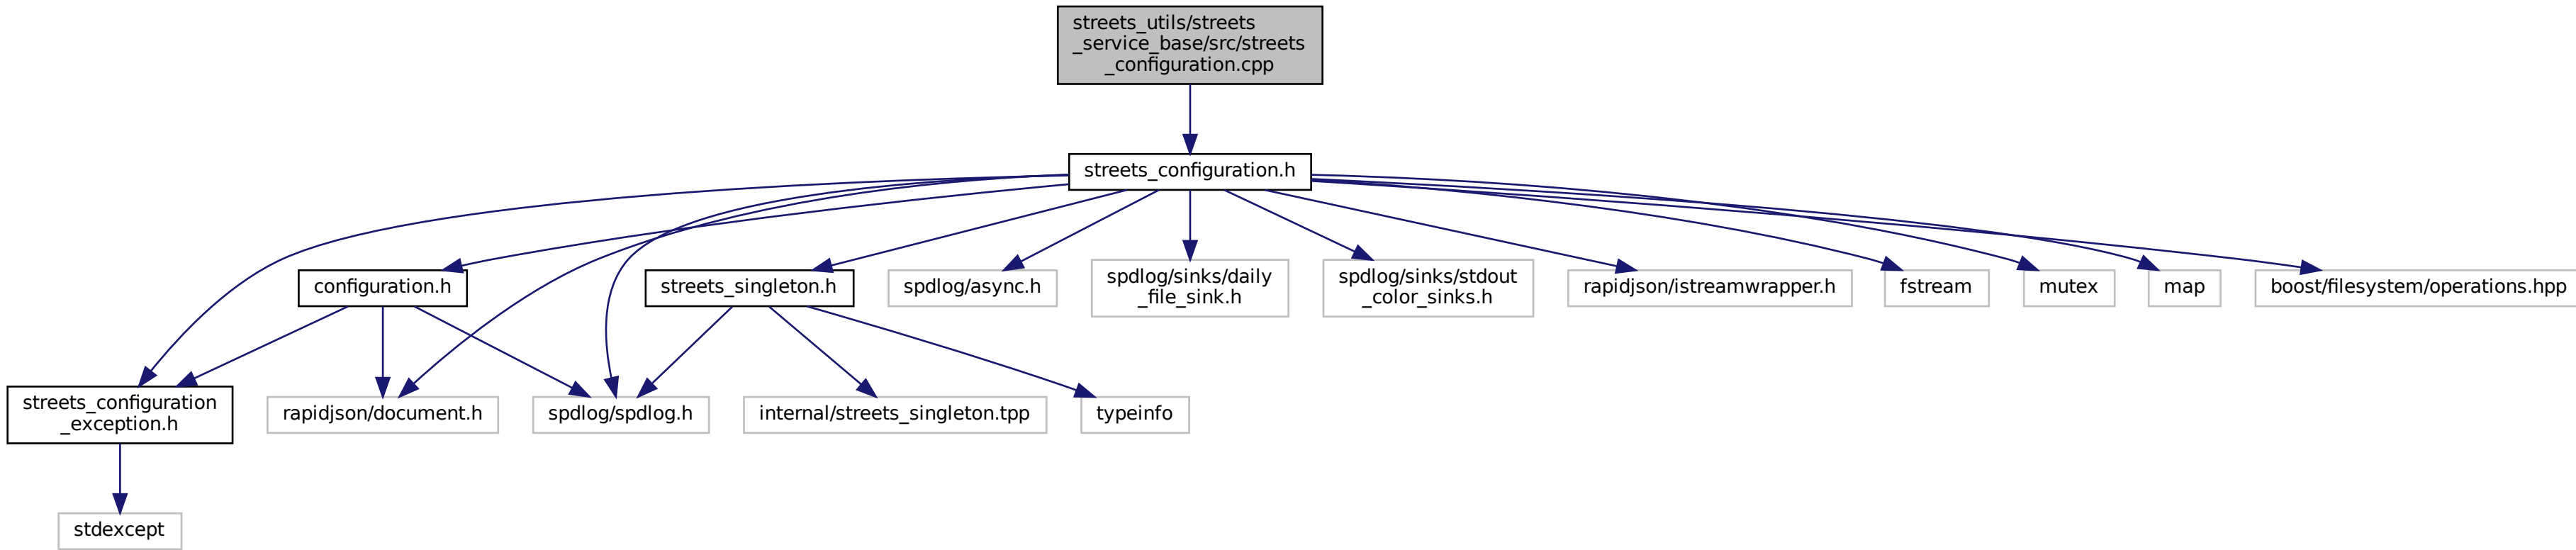 streets_utils/streets
_service_base/src/streets
_configuration.cpp
streets_configuration.h
configuration.h
streets_singleton.h
spdlog/async.h
spdlog/sinks/daily
_file_sink.h
spdlog/sinks/stdout
_color_sinks.h
rapidjson/istreamwrapper.h
fstream
mutex
map
boost/filesystem/operations.hpp
streets_configuration
_exception.h
rapidjson/document.h
spdlog/spdlog.h
internal/streets_singleton.tpp
typeinfo
stdexcept